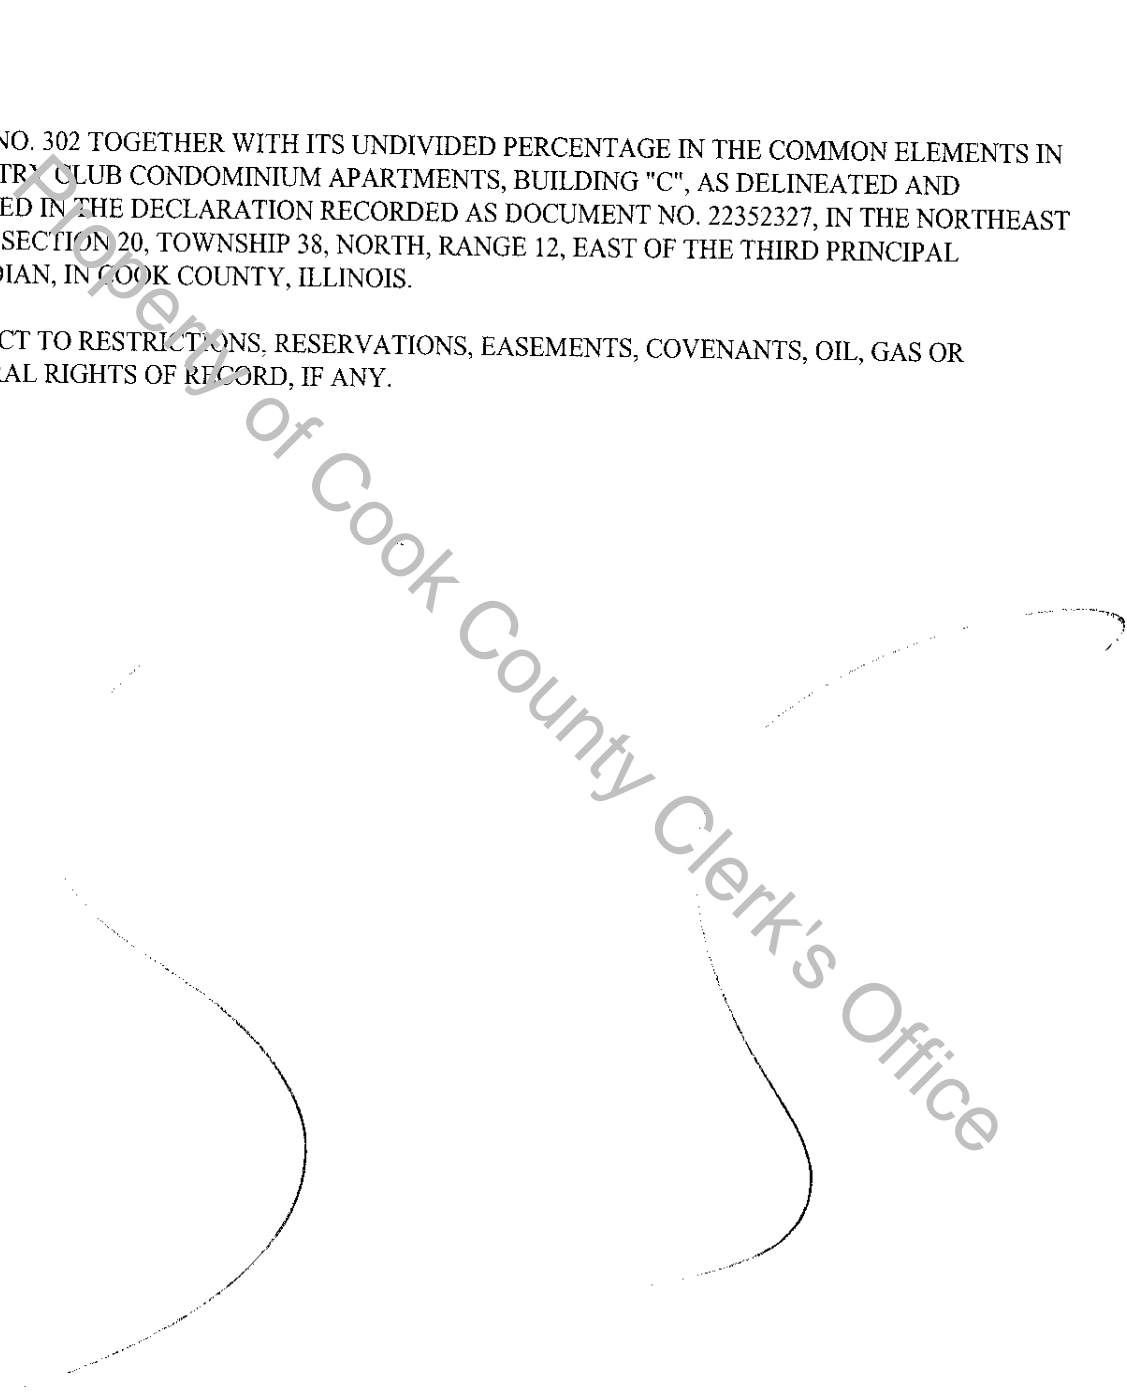 NO. 302 TOGETHER WITH ITS UNDIVIDED PERCENTAGE IN THE COMMON ELEMENTS IN
TRY CLUB CONDOMINIUM APARTMENTS, BUILDING "C", AS DELINEATED AND
ED IN THE DECLARATION RECORDED AS DOCUMENT NO. 22352327, IN THE NORTHEAST
SECTION 20, TOWNSHIP 38, NORTH, RANGE 12, EAST OF THE THIRD PRINCIPAL
DIAN, IN COOK COUNTY, ILLINOIS.
CT TO RESTRICTIONS, RESERVATIONS, EASEMENTS, COVENANTS, OIL, GAS OR
RAL RIGHTS OF RECORD, IF ANY.
Property of Cook County Clerk's Office